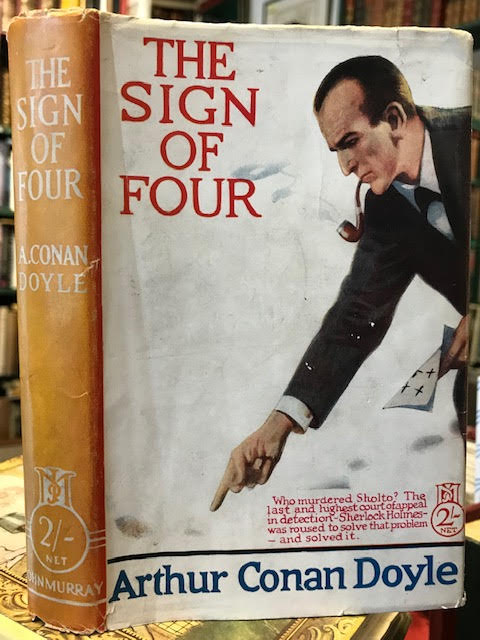 THE
SIGN
OF
FOUR
A. CONAN
DOYLE
2/-
NET
JOHN MURRAY
THE
SIGN
OF
FOUR
Who murdered Sholto? The
last and highest court of appeal
in detection-Sherlock Holmes-
was roused to solve that problem
- and solved it.
2/-
NET
Arthur Conan Doyle